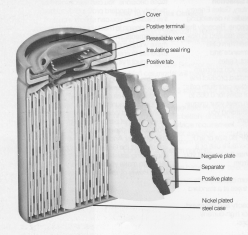 Cover
Positive terminal
Resealable vent
Insulating seal ring
Positive tab
Negative plate
Separator
Positive plate
Nickel plated
steel case